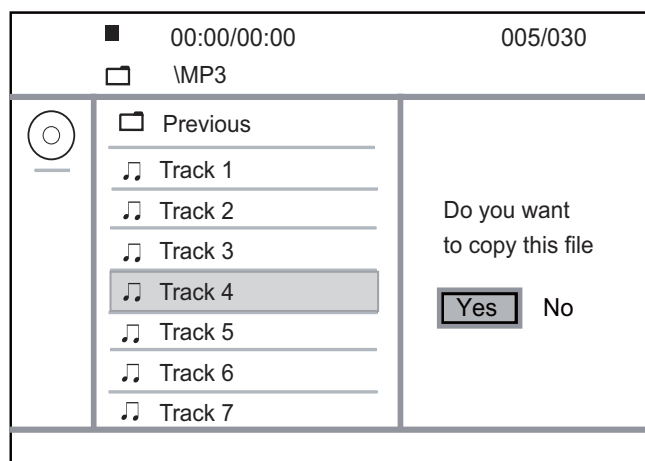 00:00/00:00 005/030
\MP3
Previous
Track 1
Track 2
Track 3
Track 4
Track 5
Track 6
Track 7
Do you want
to copy this file
Yes No